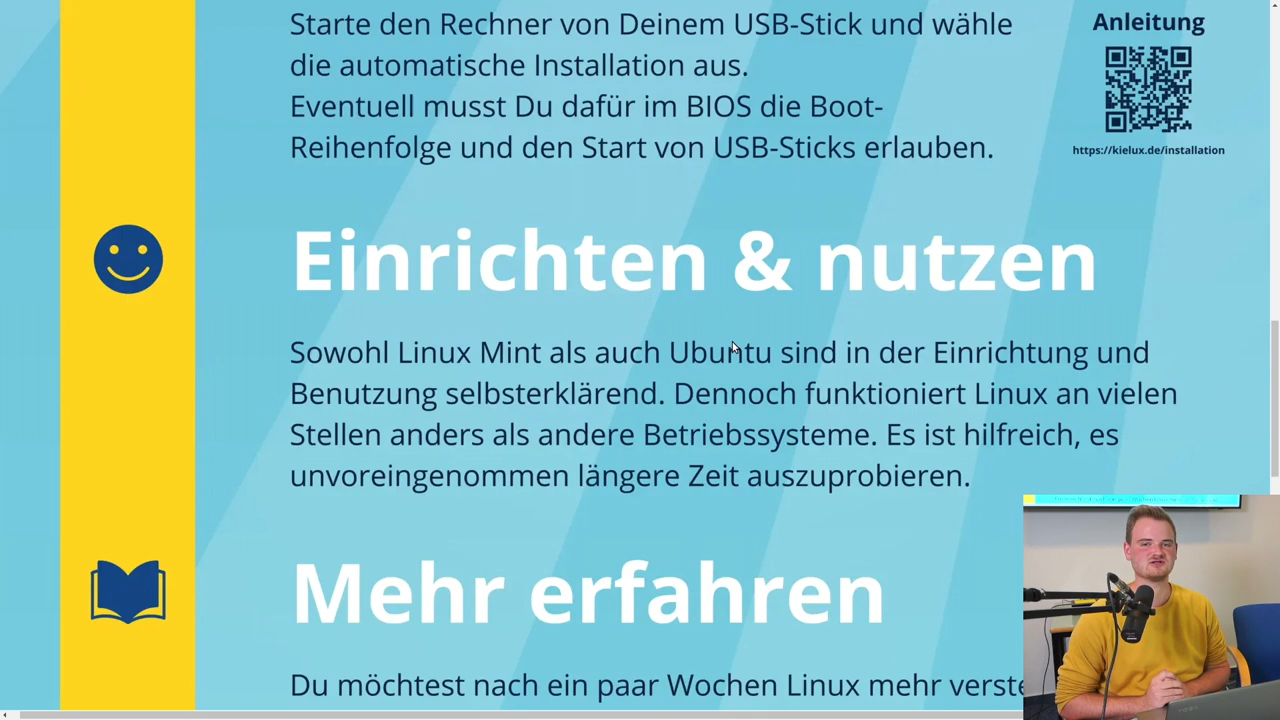 Starte den Rechner von Deinem USB-Stick und wähle
die automatische Installation aus.
Eventuell musst Du dafür im BIOS die Boot-
Reihenfolge und den Start von USB-Sticks erlauben.
Anleitung
https://kielux.de/installation
Einrichten & nutzen
Sowohl Linux Mint als auch Ubuntu sind in der Einrichtung und
Benutzung selbsterklärend. Dennoch funktioniert Linux an vielen
Stellen anders als andere Betriebssysteme. Es ist hilfreich, es
unvoreingenommen längere Zeit auszuprobieren.
Mehr erfahren
Du möchtest nach ein paar Wochen Linux mehr